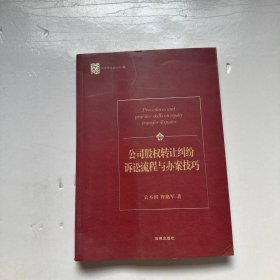 Procedures and
practice skills on equity
transfer disputes
公司股权转让纠纷
诉讼流程与办案技巧
著
法律出版社